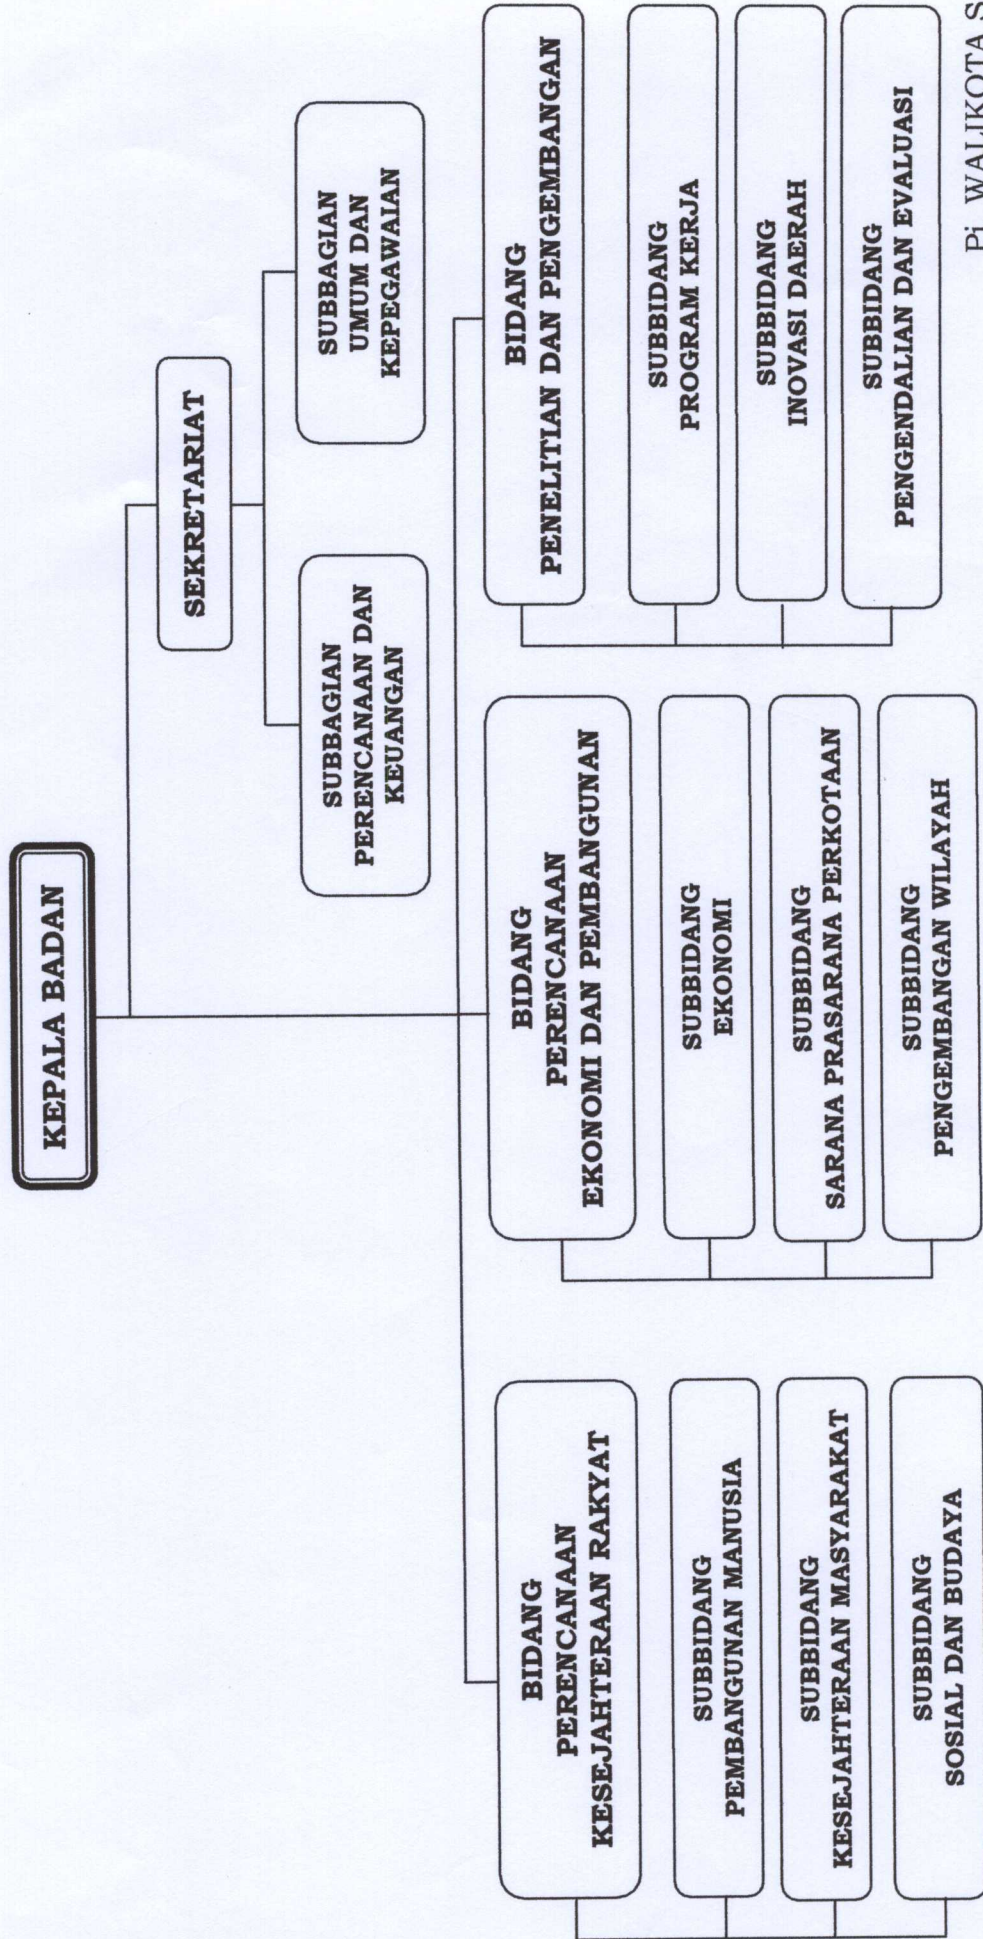 KEPALA BADAN
SEKRETARIAT
SUBBAGIAN
PERENCANAAN DAN
KEUANGAN
SUBBAGIAN
UMUM DAN
KEPEGAWAIAN
BIDANG
PERENCANAAN
KESEJAHTERAAN RAKYAT
SUBBIDANG
PEMBANGUNAN MANUSIA
SUBBIDANG
KESEJAHTERAAN MASYARAKAT
SUBBIDANG
SOSIAL DAN BUDAYA
BIDANG
PERENCANAAN
EKONOMI DAN PEMBANGUNAN
SUBBIDANG
EKONOMI
SUBBIDANG
SARANA PRASARANA PERKOTAAN
SUBBIDANG
PENGEMBANGAN WILAYAH
BIDANG
PENELITIAN DAN PENGEMBANGAN
SUBBIDANG
PROGRAM KERJA
SUBBIDANG
INOVASI DAERAH
SUBBIDANG
PENGENDALIAN DAN EVALUASI
Pj. WALIKOTA S